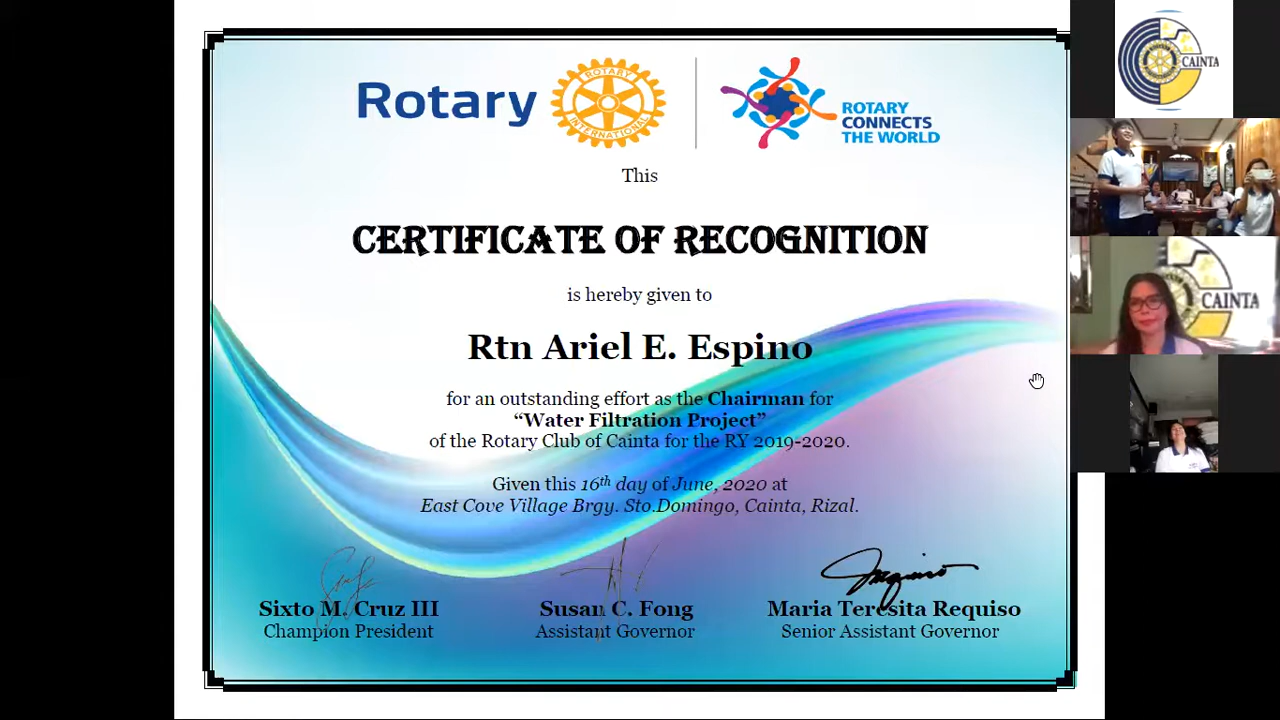 Rotary
ROTARY
INTERNATIONAL
ROTARY
CONNECTS
THE WORLD
This
CERTIFICATE OF RECOGNITION
is hereby given to
Rtn Ariel E. Espino
for an outstanding effort as the Chairman for
“Water Filtration Project”
of the Rotary Club of Cainta for the RY 2019-2020.
Given this 16th day of June, 2020 at
East Cove Village Brgy. Sto.Domingo, Cainta, Rizal.
Sixto M. Cruz III
Champion President
Susan C. Fong
Assistant Governor
Requiso
Maria Teresita Requiso
Senior Assistant Governor
CAINTA
CAINTA